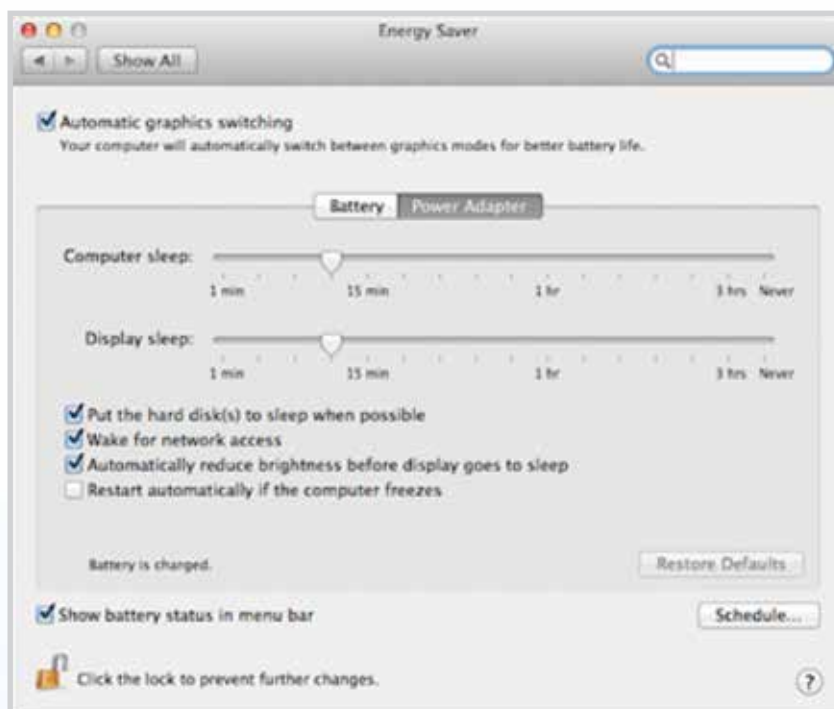 Energy Saver
Show All
Automatic graphics switching
Your computer will automatically switch between graphics modes for better battery life.
Battery Power Adapter
Computer sleep:
1 min 15 min 1 hr 3 hrs Never
Display sleep:
1 min 15 min 1 hr 3 hrs Never
Put the hard disk(s) to sleep when possible
Wake for network access
Automatically reduce brightness before display goes to sleep
Restart automatically if the computer freezes
Battery is charged.
Restore Defaults
Show battery status in menu bar
Schedule...
Click the lock to prevent further changes.
?